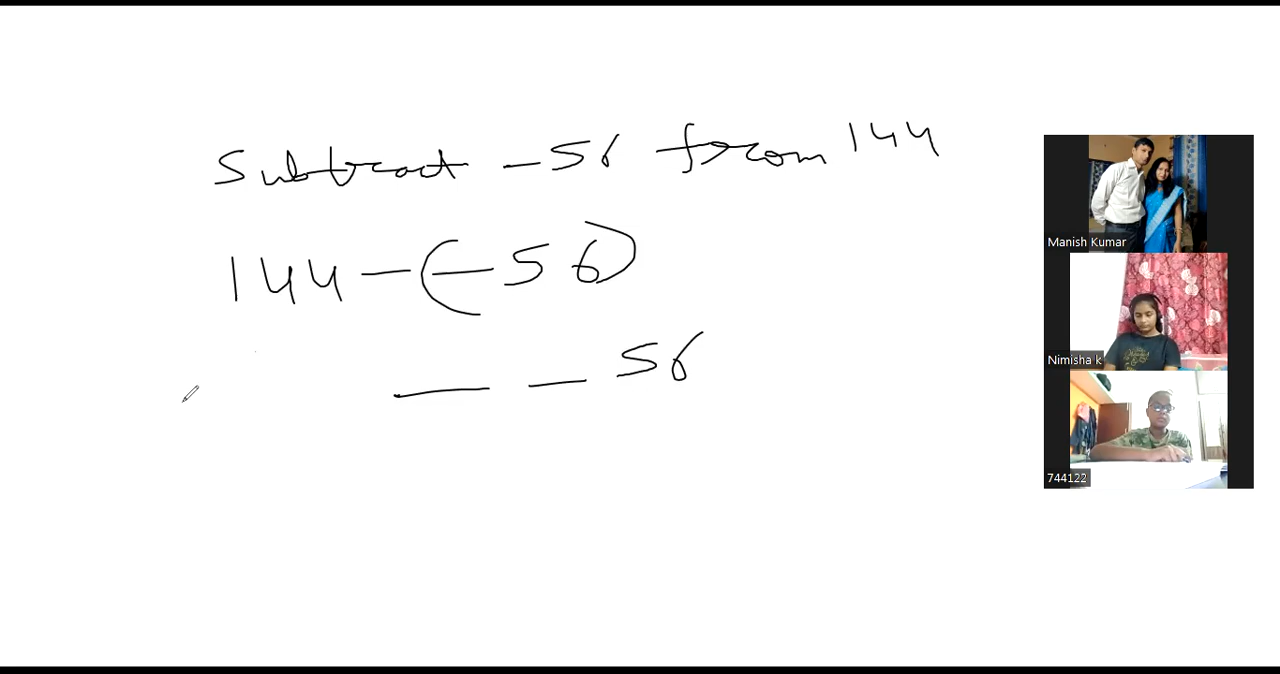 Subtract -56 from 144
144 - (-56)
- - 56
Manish Kumar
Nimisha k
744122